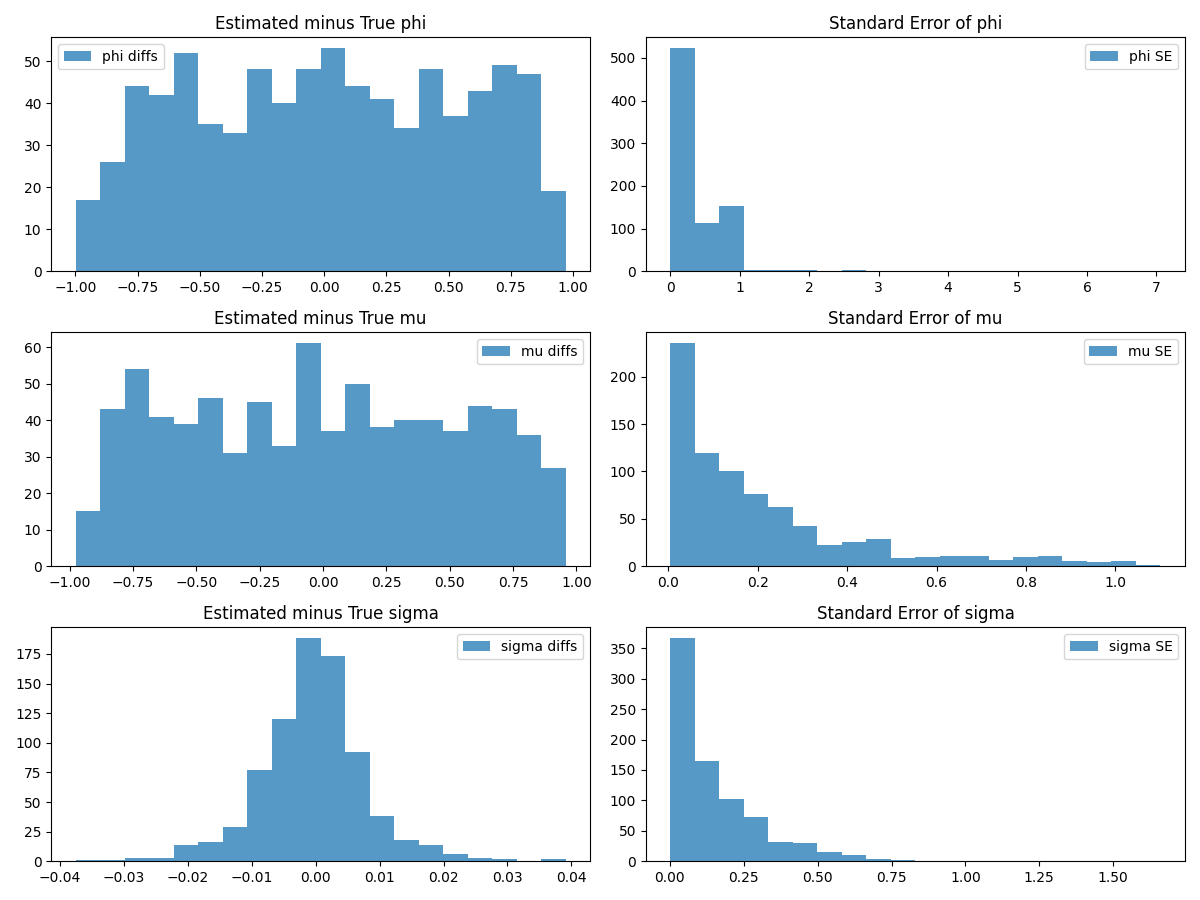 Estimated minus True phi
phi diffs
50
40
30
20
10
0
−1.00 −0.75 −0.50 −0.25 0.00 0.25 0.50 0.75 1.00
Standard Error of phi
phi SE
500
400
300
200
100
0
0 1 2 3 4 5 6 7
Estimated minus True mu
mu diffs
60
50
40
30
20
10
0
−1.00 −0.75 −0.50 −0.25 0.00 0.25 0.50 0.75 1.00
Standard Error of mu
mu SE
200
150
100
50
0
0.0 0.2 0.4 0.6 0.8 1.0
Estimated minus True sigma
sigma diffs
175
150
125
100
75
50
25
0
−0.04 −0.03 −0.02 −0.01 0.00 0.01 0.02 0.03 0.04
Standard Error of sigma
sigma SE
350
300
250
200
150
100
50
0
0.00 0.25 0.50 0.75 1.00 1.25 1.50